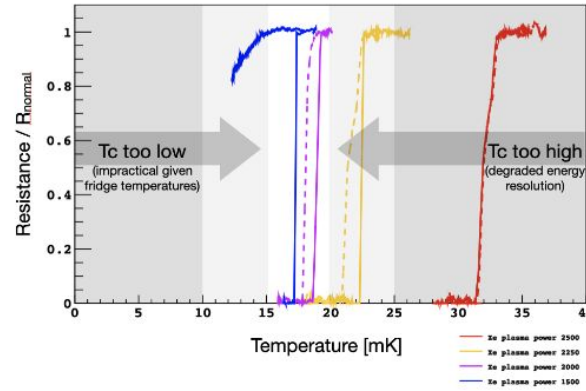 Resistance / Rnormal
1
0.8
0.6
0.4
0.2
0
Tc too low
(impractical given
fridge temperatures)
Tc too high
(degraded energy
resolution)
0 5 10 15 20 25 30 35 4
Temperature [mK]
Xe plasma power 2500
Xe plasma power 2250
Xe plasma power 2000
Xe plasma power 1500